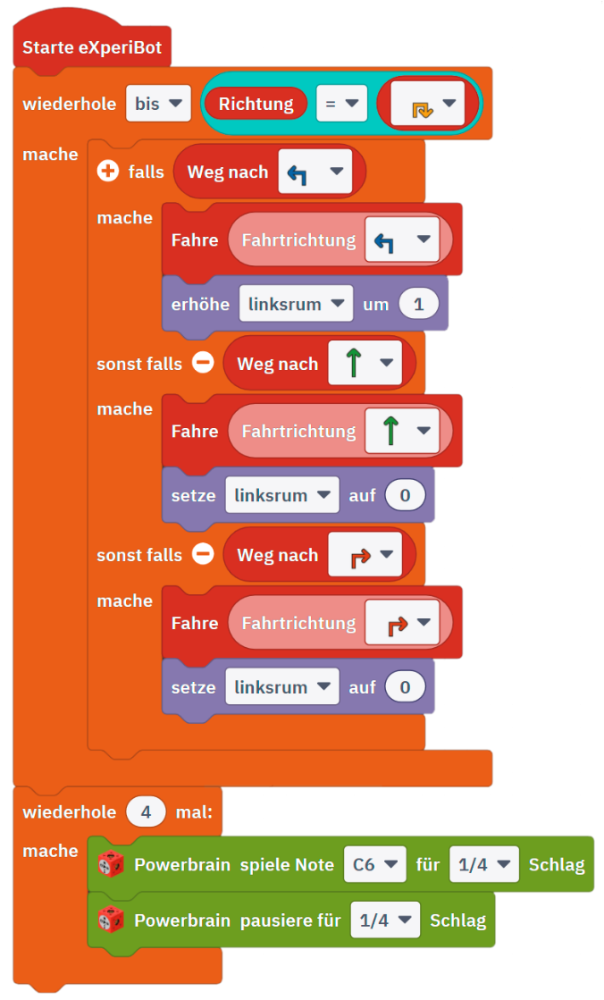 Starte eXperiBot
wiederhole bis Richtung =
mache
falls Weg nach
mache
Fahre Fahrtrichtung
erhöhe linksrum um 1
sonst falls Weg nach
mache
Fahre Fahrtrichtung
setze linksrum auf 0
sonst falls Weg nach
mache
Fahre Fahrtrichtung
setze linksrum auf 0
wiederhole 4 mal:
mache
Powerbrain spiele Note C6 für 1/4 Schlag
Powerbrain pausiere für 1/4 Schlag